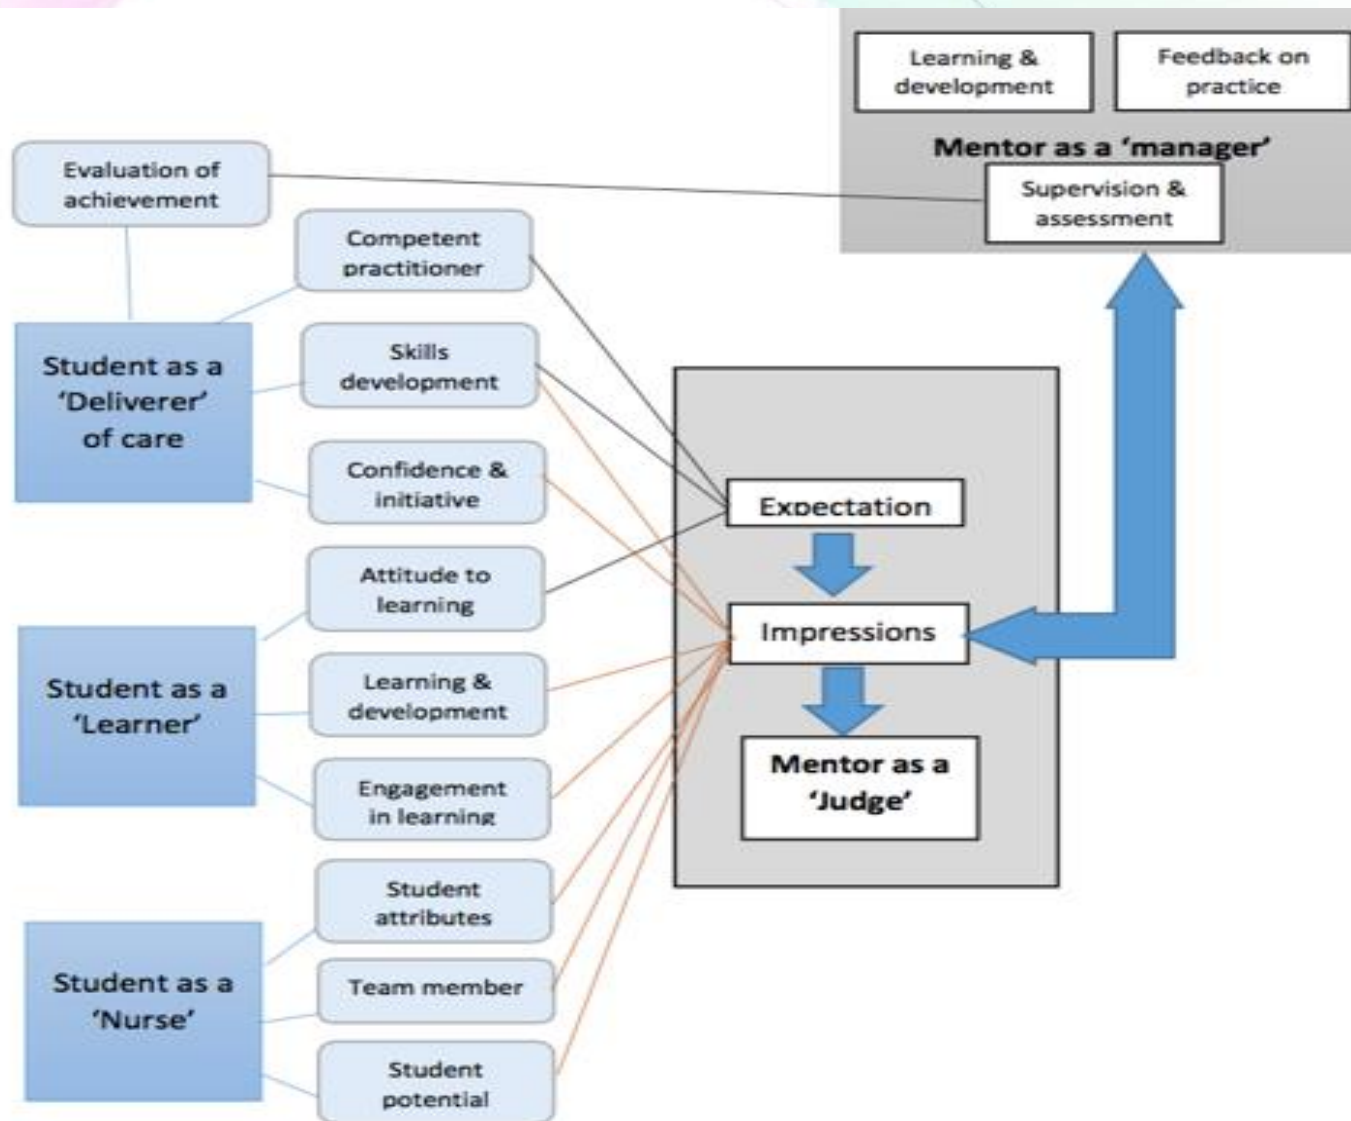 Learning &
development
Feedback on
practice
Mentor as a ‘manager’
Supervision &
assessment
Evaluation of
achievement
Competent
practitioner
Skills
development
Confidence &
initiative
Attitude to
learning
Learning &
development
Engagement
in learning
Student
attributes
Team member
Student
potential
Student as a
‘Deliverer’
of care
Student as a
‘Learner’
Student as a
‘Nurse’
Expectation
Impressions
Mentor as a
‘Judge’